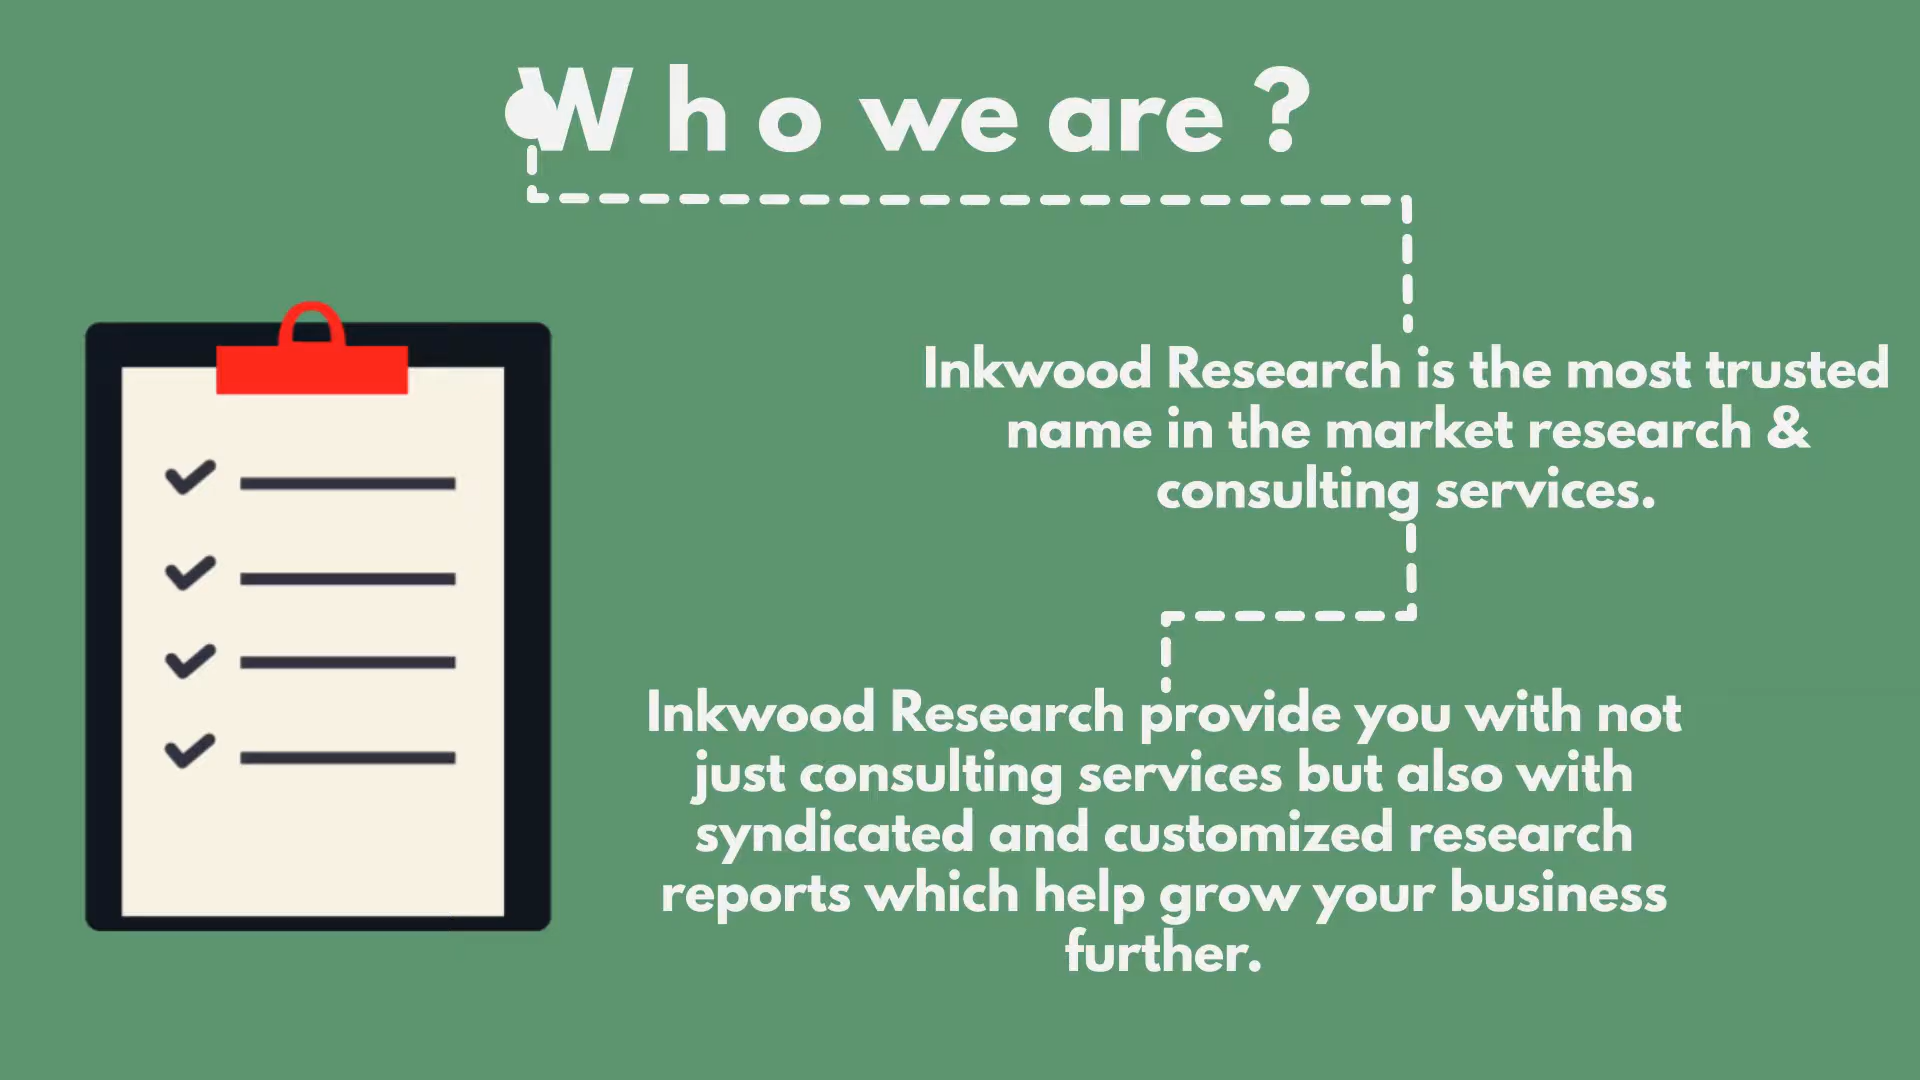 Who we are ?
Inkwood Research is the most trusted
name in the market research &
consulting services.
Inkwood Research provide you with not
just consulting services but also with
syndicated and customized research
reports which help grow your business
further.